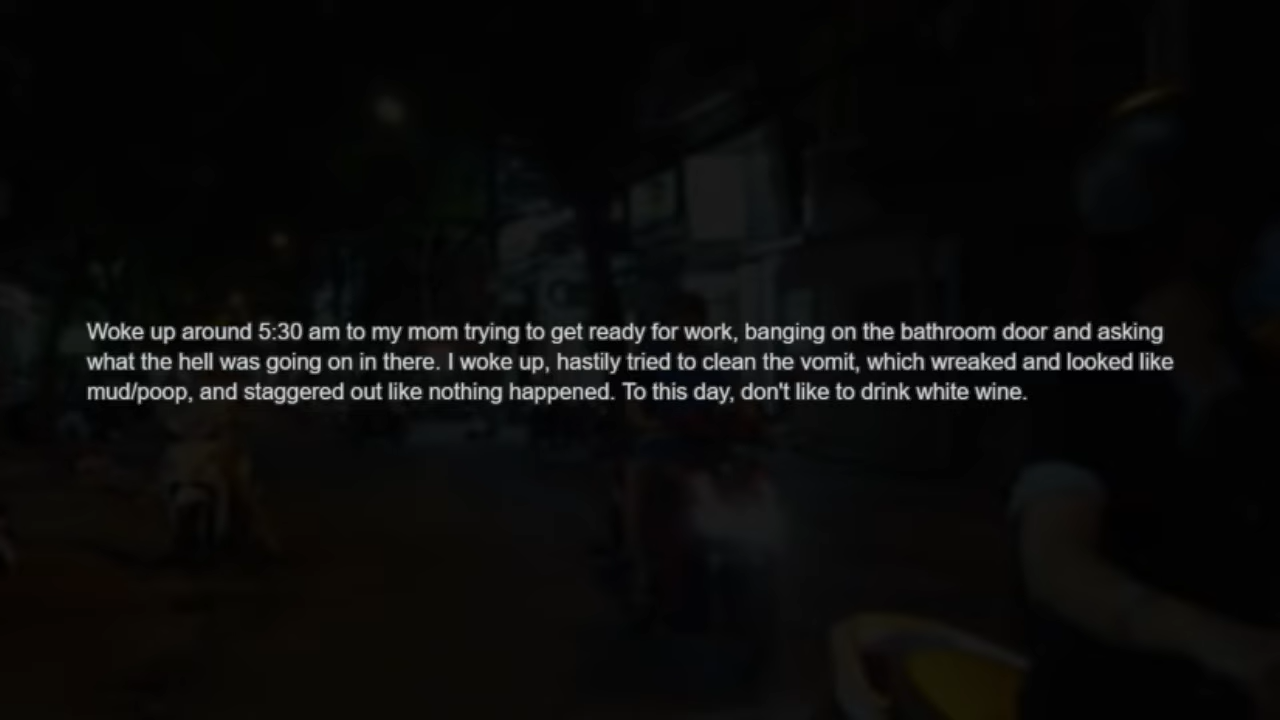 Woke up around 5:30 am to my mom trying to get ready for work, banging on the bathroom door and asking
what the hell was going on in there. I woke up, hastily tried to clean the vomit, which wreaked and looked like
mud/poop, and staggered out like nothing happened. To this day, don't like to drink white wine.